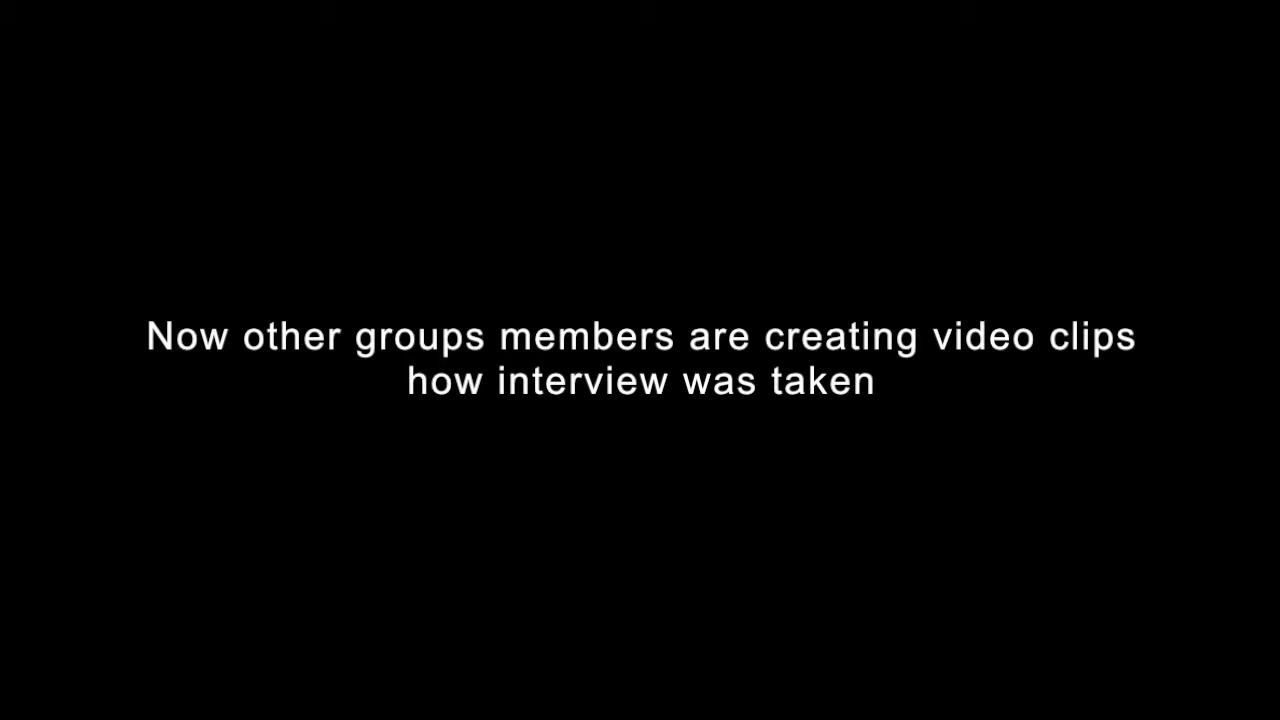 Now other groups members are creating video clips
how interview was taken